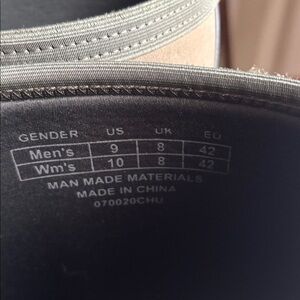 GENDER US UK EU
Men's 9 8 42
Wm's 10 8 42
MAN MADE MATERIALS
MADE IN CHINA
070020CHU